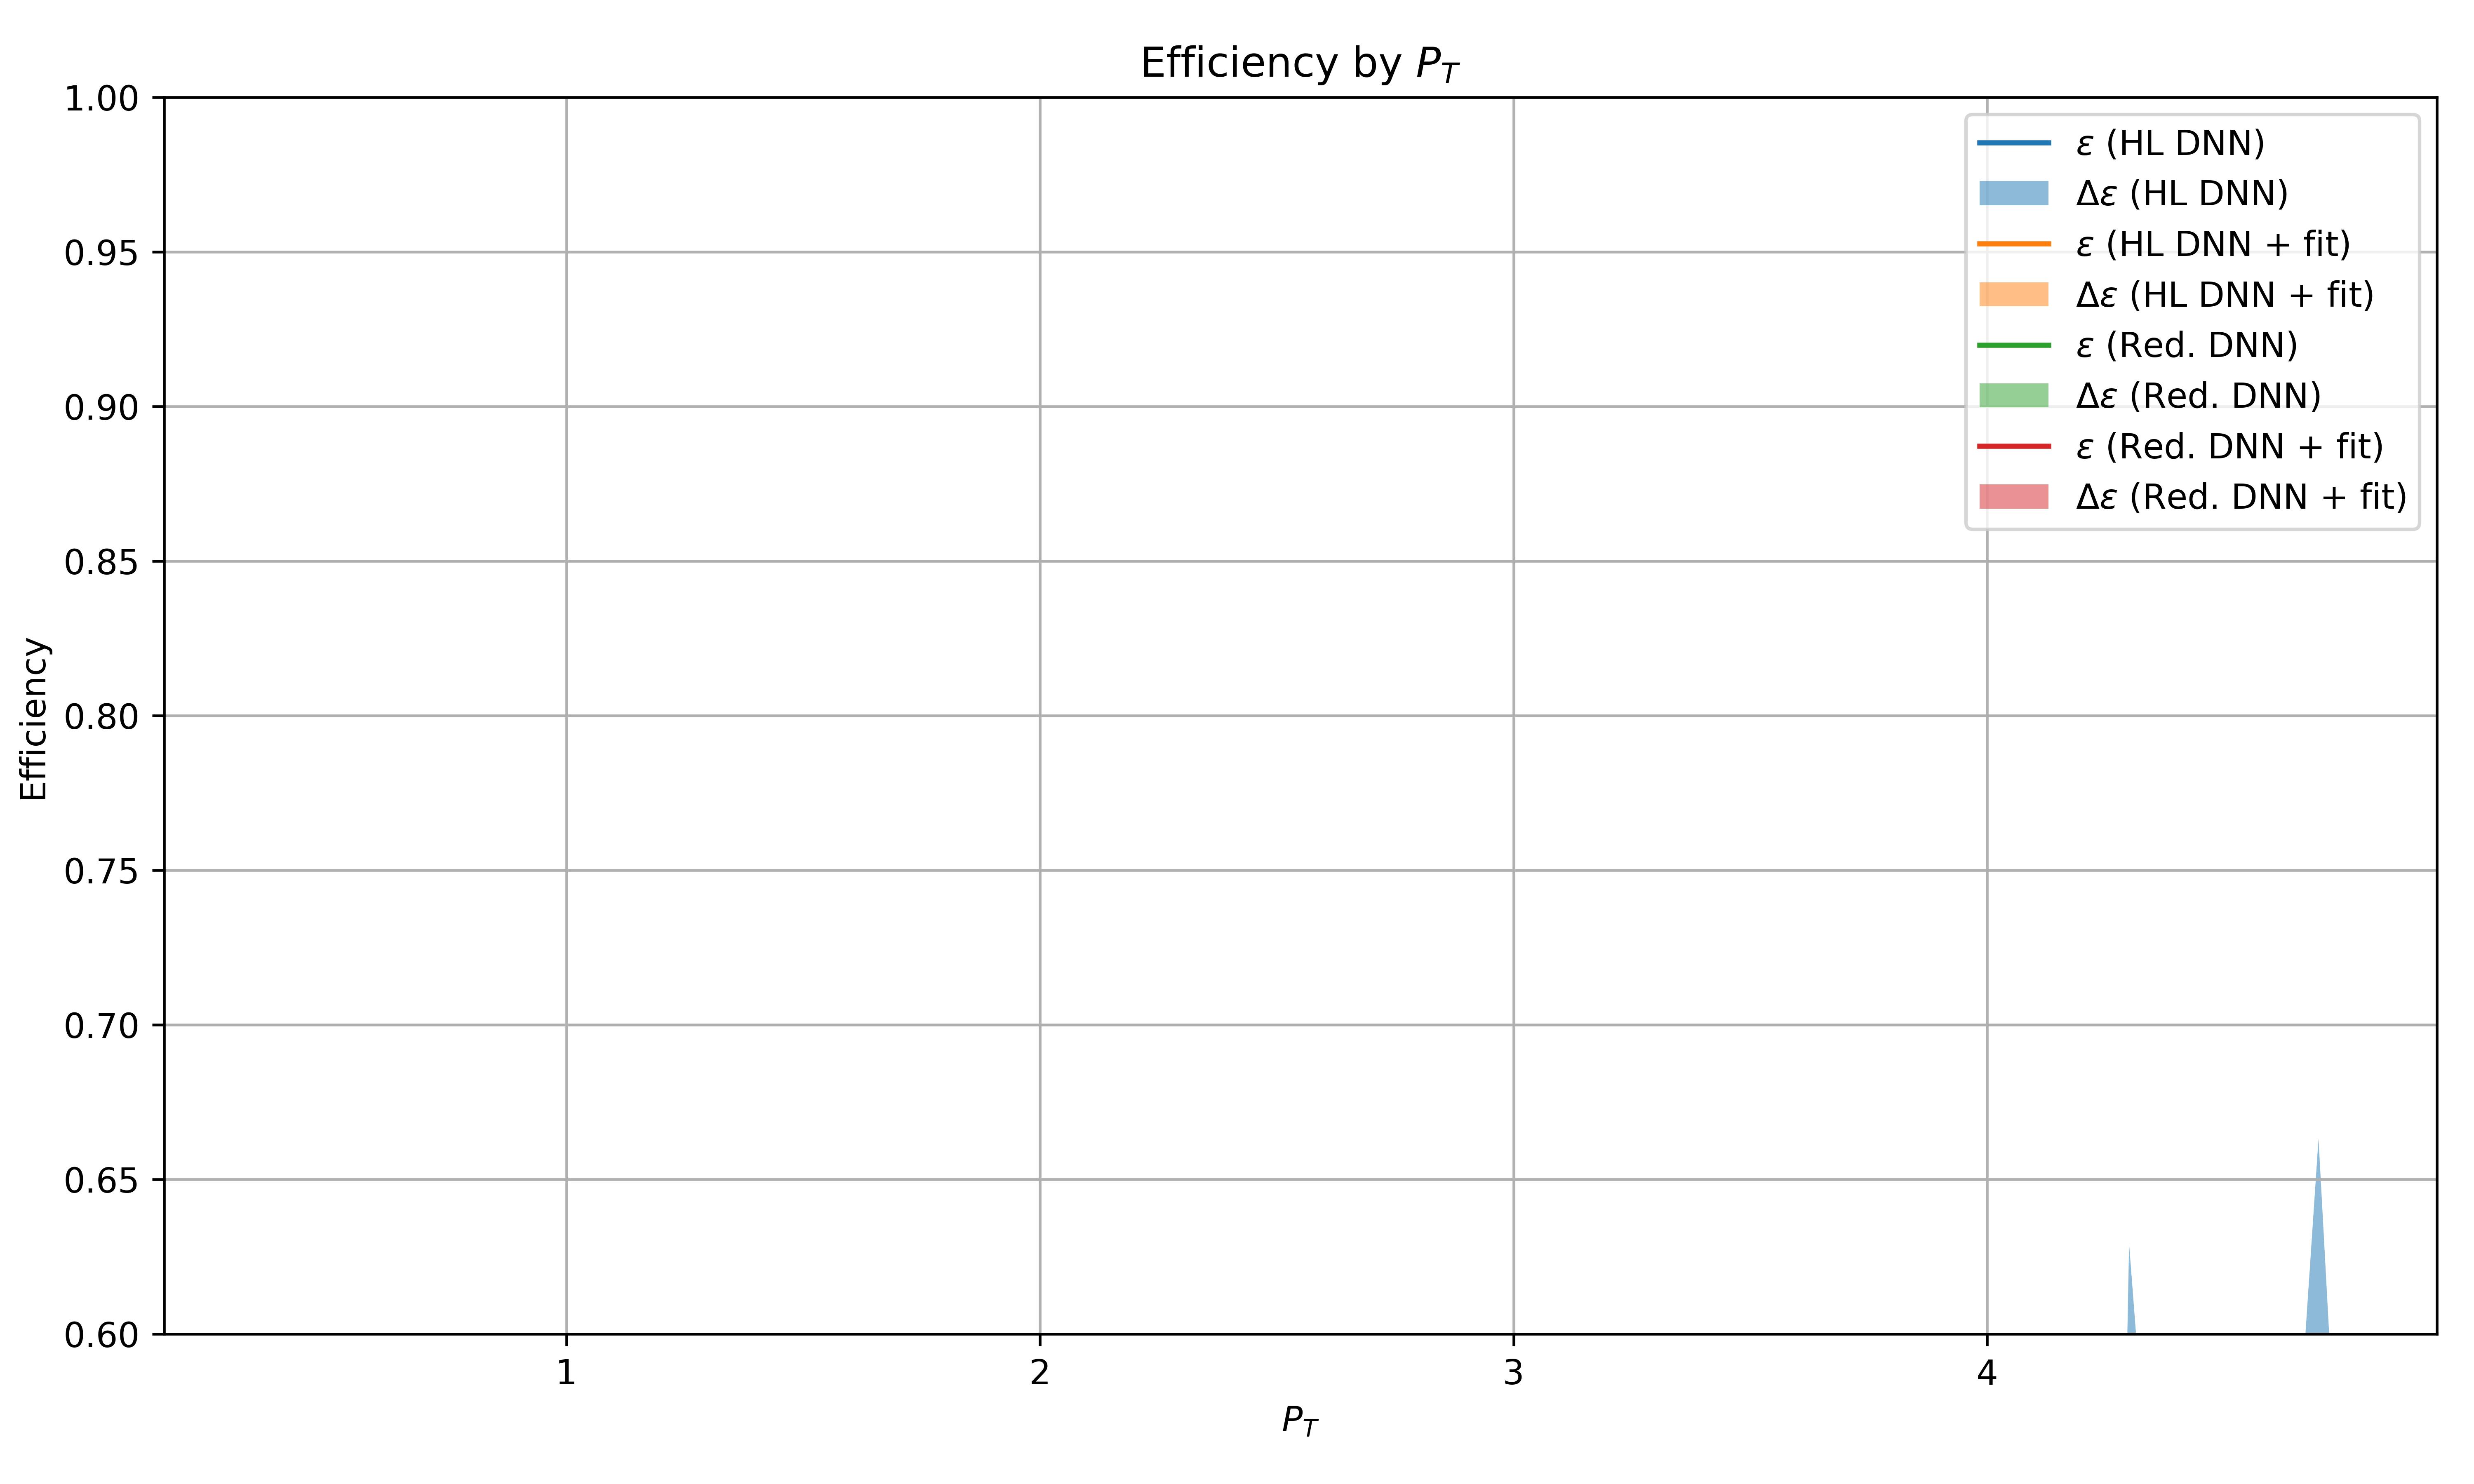 Efficiency by P_T
1.00
0.95
0.90
0.85
0.80
0.75
0.70
0.65
0.60
Efficiency
ε (HL DNN)
Δε (HL DNN)
ε (HL DNN + fit)
Δε (HL DNN + fit)
ε (Red. DNN)
Δε (Red. DNN)
ε (Red. DNN + fit)
Δε (Red. DNN + fit)
1 2 3 4
P_T